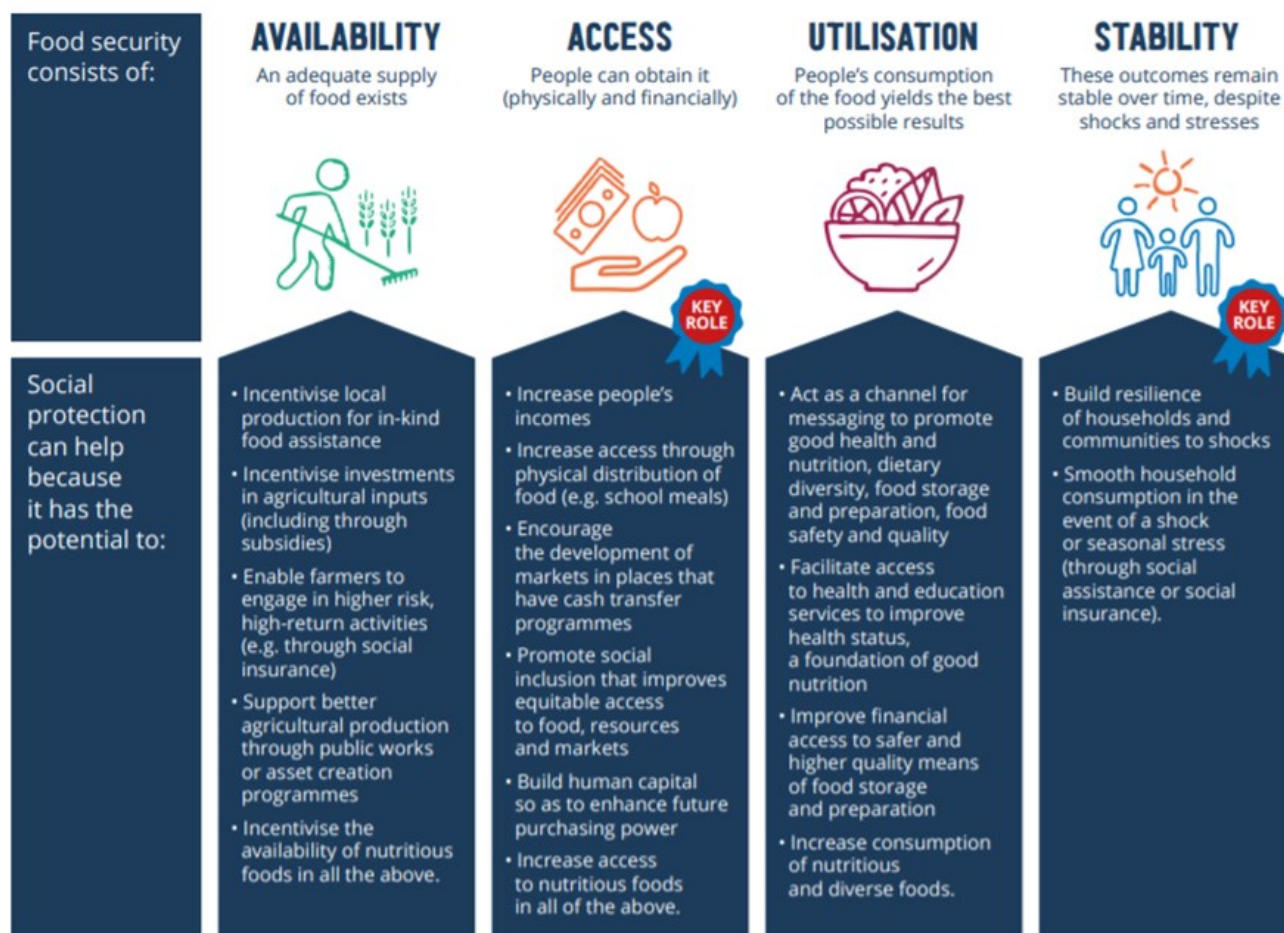 Food security
consists of:
AVAILABILITY
An adequate supply
of food exists
ACCESS
People can obtain it
(physically and financially)
UTILISATION
People's consumption
of the food yields the best
possible results
STABILITY
These outcomes remain
stable over time, despite
shocks and stresses
KEY
ROLE
KEY
ROLE
Social
protection
can help
because
it has the
potential to:
• Incentivise local
production for in-kind
food assistance
• Incentivise investments
in agricultural inputs
(including through
subsidies)
• Enable farmers to
engage in higher risk,
high-return activities
(e.g. through social
insurance)
• Support better
agricultural production
through public works
or asset creation
programmes
• Incentivise the
availability of nutritious
foods in all the above.
• Increase people's
incomes
• Increase access through
physical distribution of
food (e.g. school meals)
• Encourage
the development of
markets in places that
have cash transfer
programmes
• Promote social
inclusion that improves
equitable access
to food, resources
and markets
• Build human capital
so as to enhance future
purchasing power
• Increase access
to nutritious foods
in all of the above.
• Act as a channel for
messaging to promote
good health and
nutrition, dietary
diversity, food storage
and preparation, food
safety and quality
• Facilitate access
to health and education
services to improve
health status,
a foundation of good
nutrition
• Improve financial
access to safer and
higher quality means
of food storage
and preparation
• Increase consumption
of nutritious
and diverse foods.
• Build resilience
of households and
communities to shocks
• Smooth household
consumption in the
event of a shock
or seasonal stress
(through social
assistance or social
insurance).